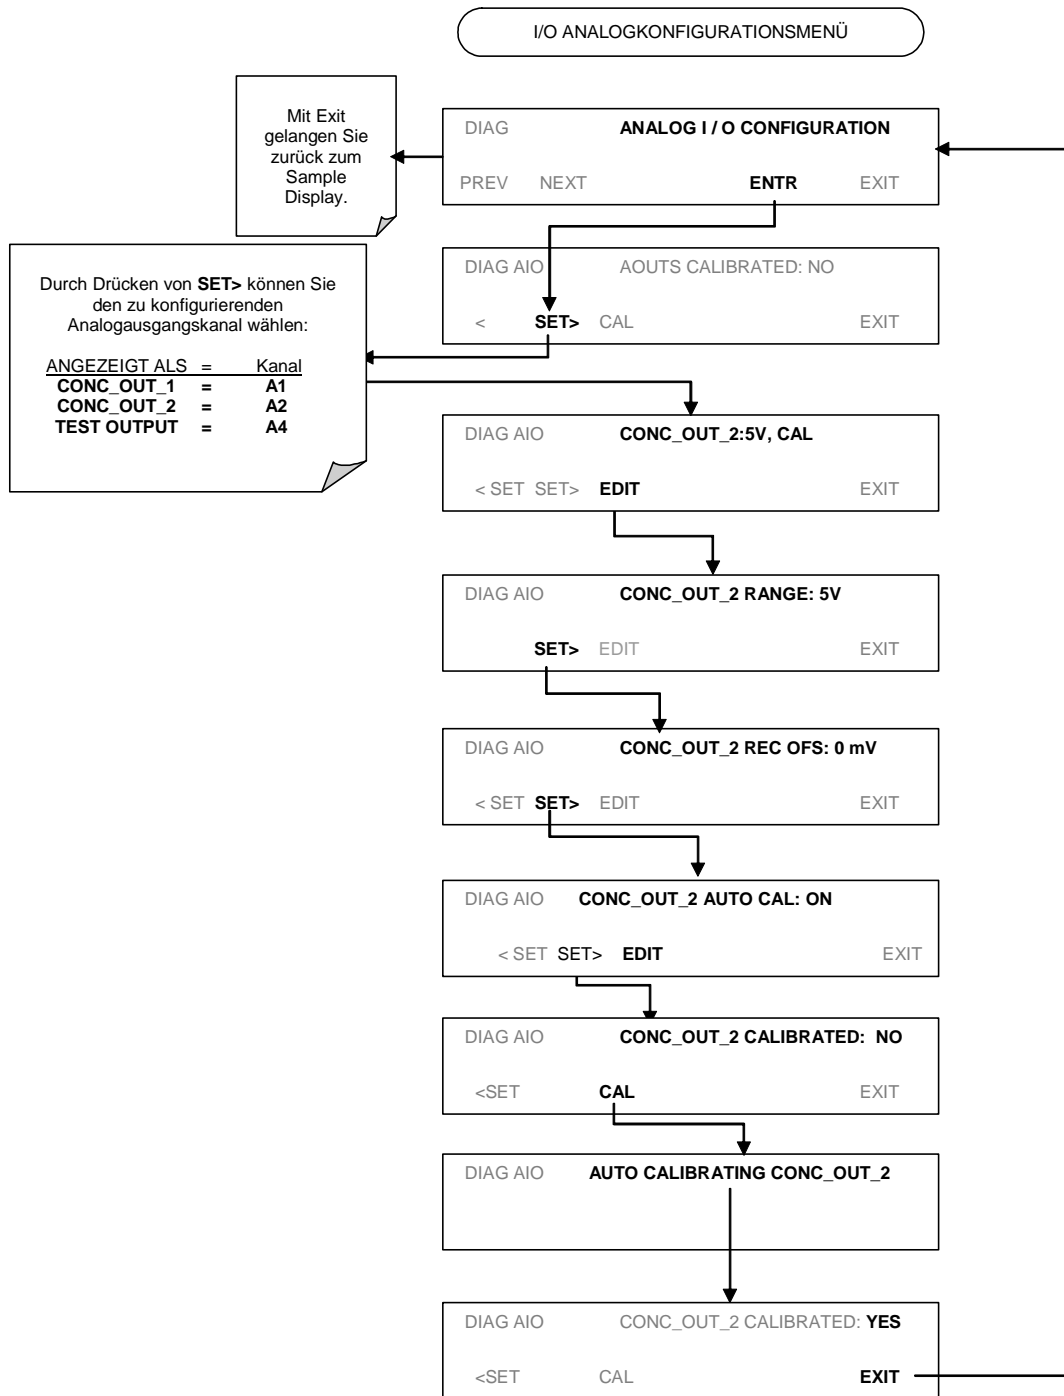 I/O ANALOGKONFIGURATIONSMENÜ
Mit Exit
gelangen Sie
zurück zum
Sample
Display.
DIAG ANALOG I / O CONFIGURATION
PREV NEXT ENTR EXIT
DIAG AIO AOUTS CALIBRATED: NO
< SET> CAL EXIT
Durch Drücken von SET> können Sie
den zu konfigurierenden
Analogausgangskanal wählen:
ANGEZEIGT ALS = Kanal
CONC_OUT_1 = A1
CONC_OUT_2 = A2
TEST OUTPUT = A4
DIAG AIO CONC_OUT_2:5V, CAL
< SET SET> EDIT EXIT
DIAG AIO CONC_OUT_2 RANGE: 5V
SET> EDIT EXIT
DIAG AIO CONC_OUT_2 REC OFS: 0 mV
< SET SET> EDIT EXIT
DIAG AIO CONC_OUT_2 AUTO CAL: ON
< SET SET> EDIT EXIT
DIAG AIO CONC_OUT_2 CALIBRATED: NO
<SET CAL EXIT
DIAG AIO AUTO CALIBRATING CONC_OUT_2
DIAG AIO CONC_OUT_2 CALIBRATED: YES
<SET CAL EXIT